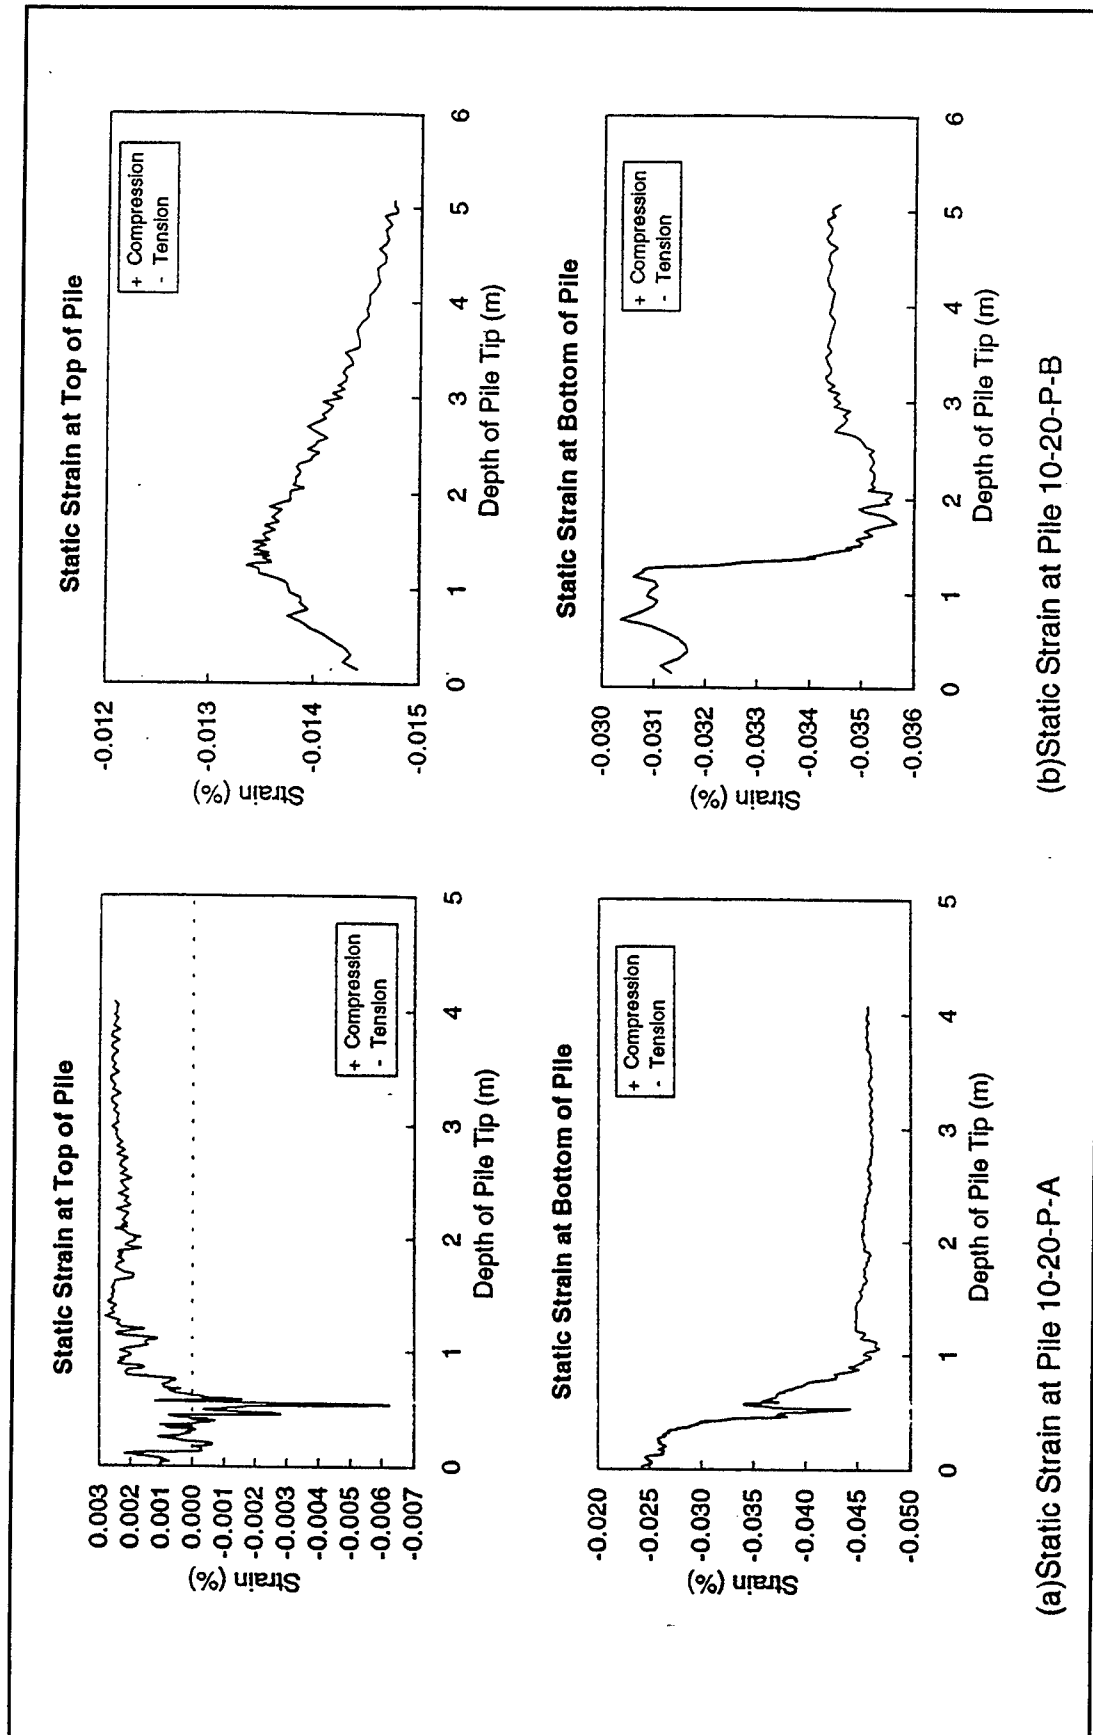 Static Strain at Top of Pile
0.003
0.002
0.001
0.000
-0.001
-0.002
-0.003
-0.004
-0.005
-0.006
-0.007
Strain (%)
+ Compression
- Tension
0 1 2 3 4 5
Depth of Pile Tip (m)
Static Strain at Bottom of Pile
-0.020
-0.025
-0.030
-0.035
-0.040
-0.045
-0.050
Strain (%)
+ Compression
- Tension
0 1 2 3 4 5
Depth of Pile Tip (m)
(a)Static Strain at Pile 10-20-P-A
Static Strain at Top of Pile
-0.012
-0.013
-0.014
-0.015
Strain (%)
+ Compression
- Tension
0 1 2 3 4 5 6
Depth of Pile Tip (m)
Static Strain at Bottom of Pile
-0.030
-0.031
-0.032
-0.033
-0.034
-0.035
-0.036
Strain (%)
+ Compression
- Tension
0 1 2 3 4 5 6
Depth of Pile Tip (m)
(b)Static Strain at Pile 10-20-P-B